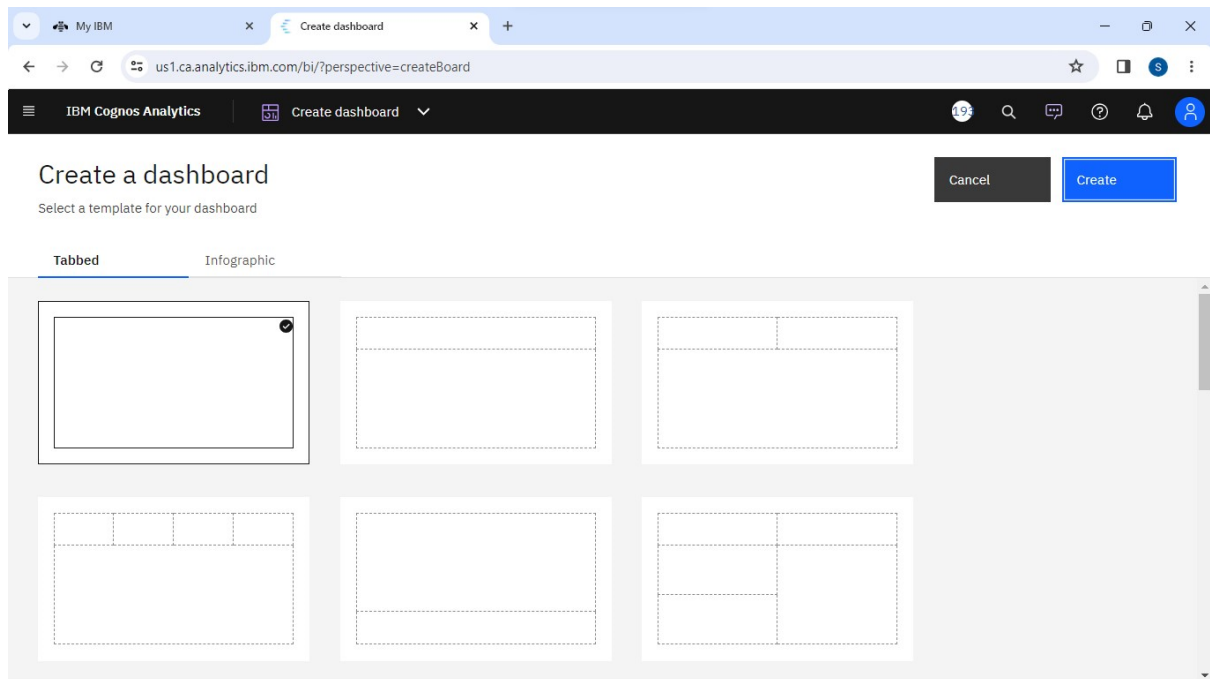 My IBM
Create dashboard
us1.ca.analytics.ibm.com/bi/?perspective=createBoard
S
IBM Cognos Analytics
Create dashboard
193
Create a dashboard
Cancel
Create
Select a template for your dashboard
Tabbed
Infographic